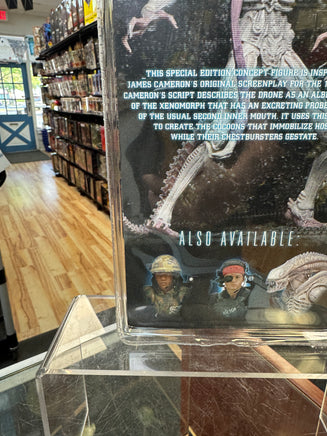 THIS SPECIAL EDITION CONCEPT FIGURE IS INSP
JAMES CAMERON'S ORIGINAL SCREENPLAY FOR THE
CAMERON'S SCRIPT DESCRIBES THE DRONE AS AN ALB
OF THE XENOMORPH THAT HAS AN EXCRETING PROBE
OF THE USUAL SECOND INNER MOUTH. IT USES THIS
TO CREATE THE COCOONS THAT IMMOBILIZE HOS
WHILE THEIR CHESTBURSTERS GESTATE.
ALSO AVAILABLE: